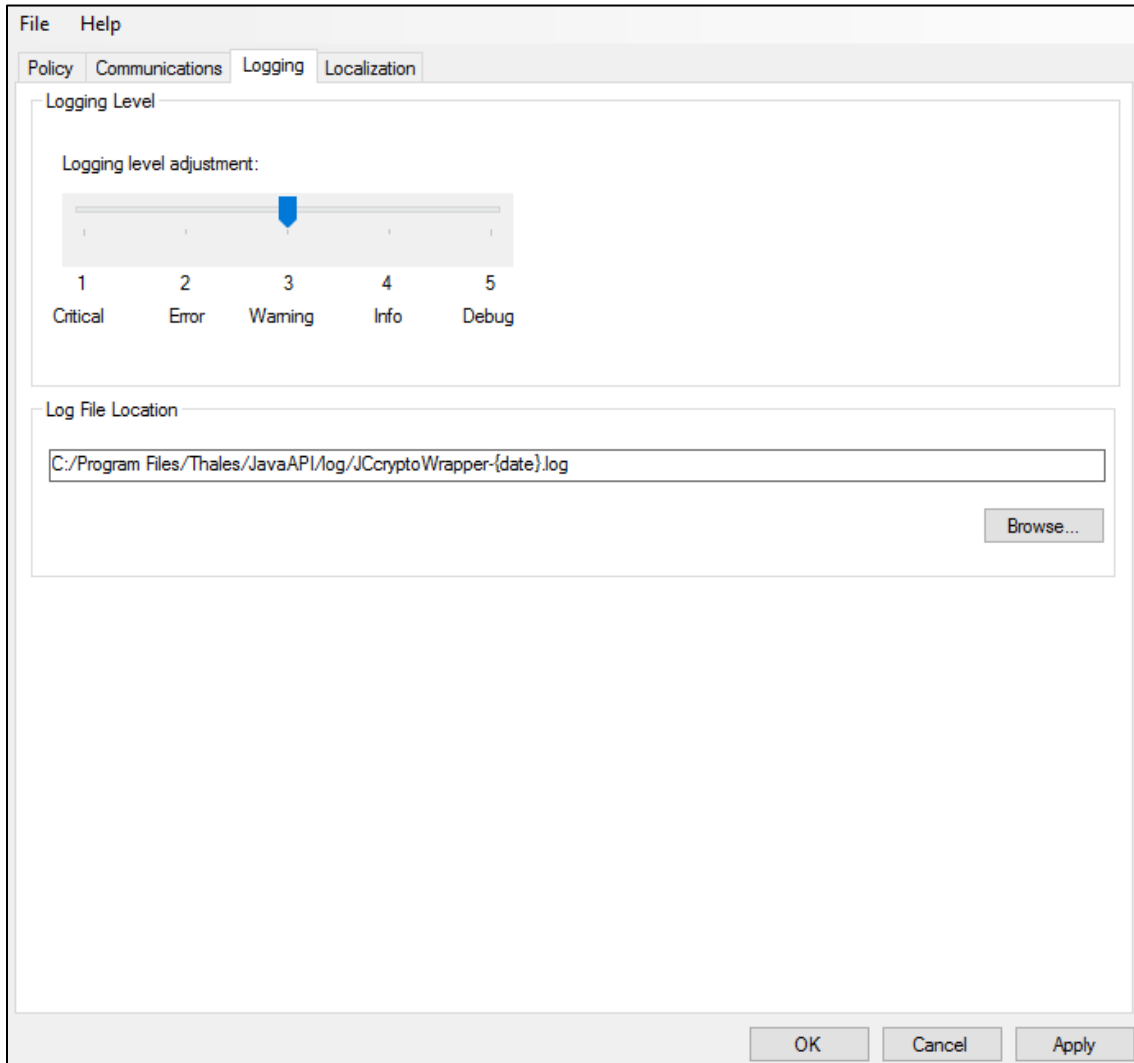 File Help
Policy Communications Logging Localization
Logging Level
Logging level adjustment:
1 2 3 4 5
Critical Error Warning Info Debug
Log File Location
C:/Program Files/Thales/JavaAPI/log/JCcryptoWrapper-{date}.log
Browse...
OK Cancel Apply